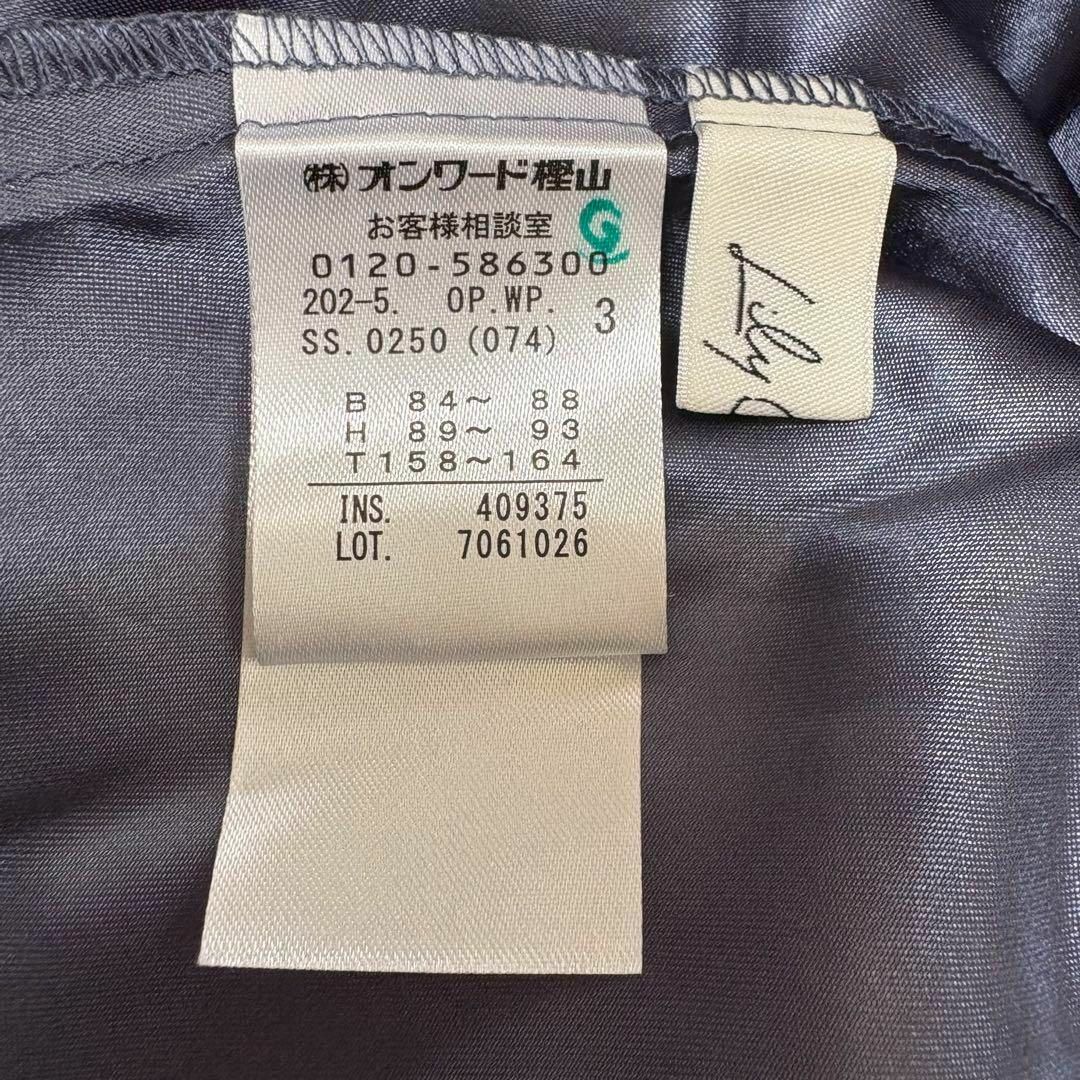 (株)オンワード樫山
お客様相談室
0120-586300
202-5. OP.WP.
SS.0250(074) 3
B 84～ 88
H 89～ 93
T158～164
INS. 409375
LOT. 7061026
Lily